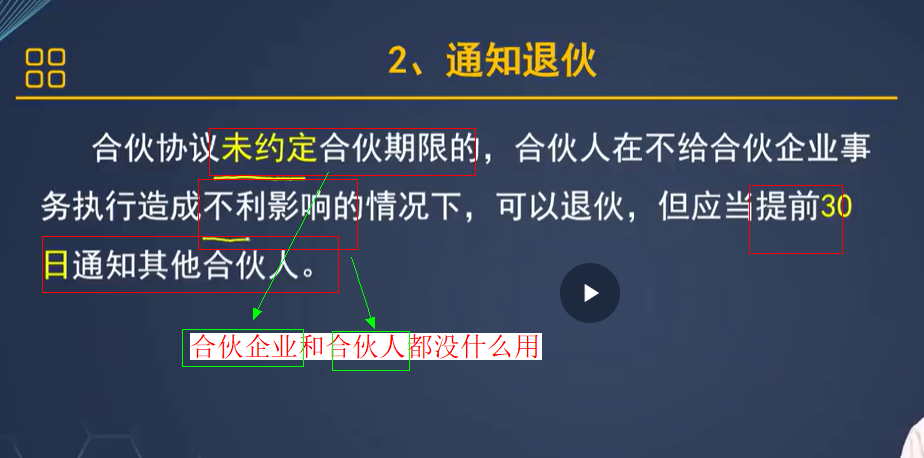 2、通知退伙
合伙协议未约定合伙期限的，合伙人在不给合伙企业事
务执行造成不利影响的情况下，可以退伙，但应当提前30
日通知其他合伙人。
合伙企业和合伙人都没什么用